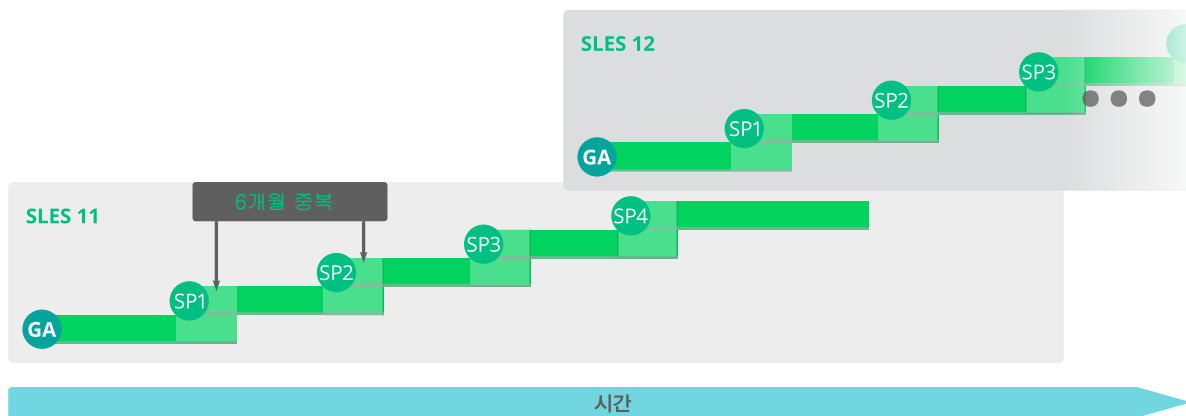 SLES 12
SP3
SP2
SP1
GA
6개월 중복
SLES 11
SP4
SP3
SP2
SP1
GA
시간